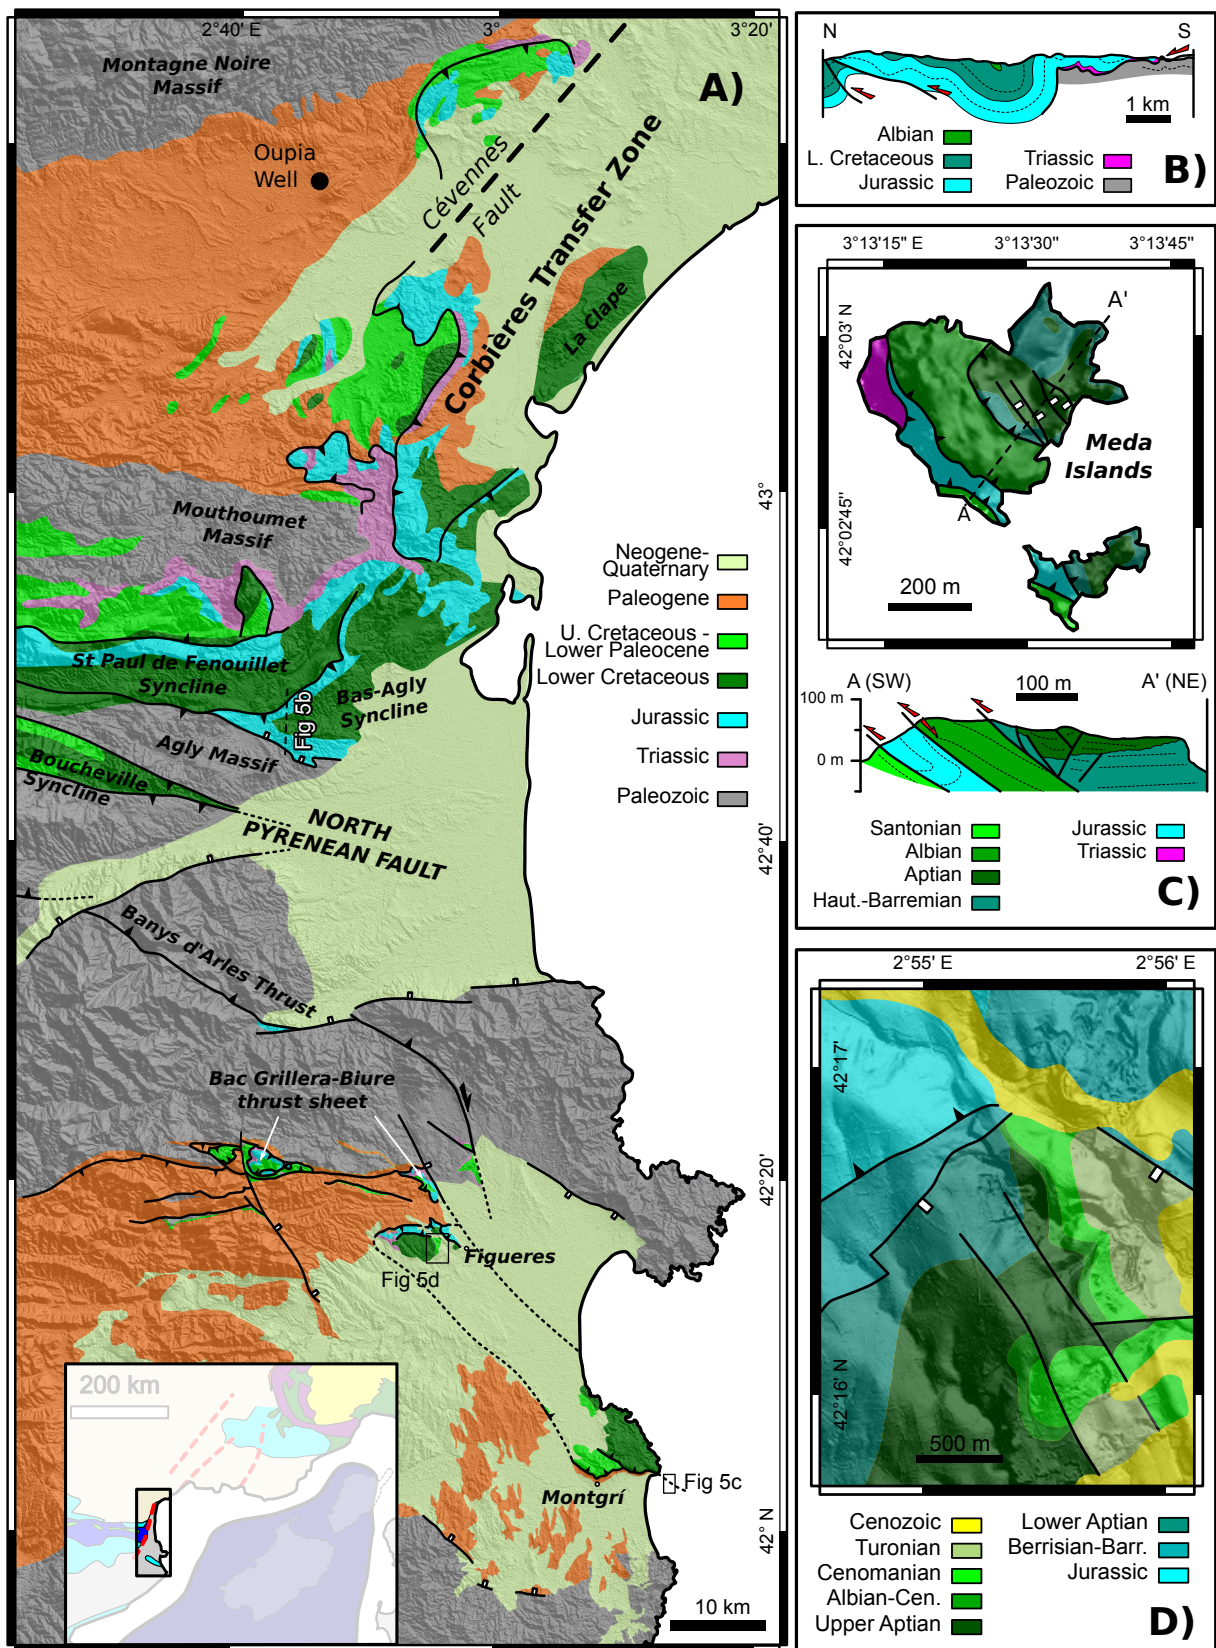 2°40' E
3°
3°20'
A)
Montagne Noire
Massif
Oupia
Well
Cévennes
Fault
Corbières Transfer Zone
La Clape
43°
Mouthoumet
Massif
Neogene-
Quaternary
Paleogene
U. Cretaceous -
Lower Paleocene
Lower Cretaceous
Jurassic
Triassic
Paleozoic
St Paul de Fenouillet
Syncline
Bas-Agly
Syncline
Fig 5b
Agly Massif
Boucheville
Syncline
NORTH
PYRENEAN FAULT
42°40'
Banys d'Arles Thrust
Bac Grillera-Biure
thrust sheet
42°20'
Figueres
Fig 5d
200 km
Montgrí
Fig 5c
42° N
10 km
N
S
1 km
Albian
L. Cretaceous
Jurassic
Triassic
Paleozoic
B)
3°13'15'' E
3°13'30''
3°13'45''
42°03' N
42°02'45''
A'
A
Meda
Islands
200 m
A (SW)
100 m
A' (NE)
100 m
0 m
Santonian
Albian
Aptian
Haut.-Barremian
Jurassic
Triassic
C)
2°55' E
2°56' E
42°17'
42°16' N
500 m
Cenozoic
Turonian
Cenomanian
Albian-Cen.
Upper Aptian
Lower Aptian
Berrisian-Barr.
Jurassic
D)